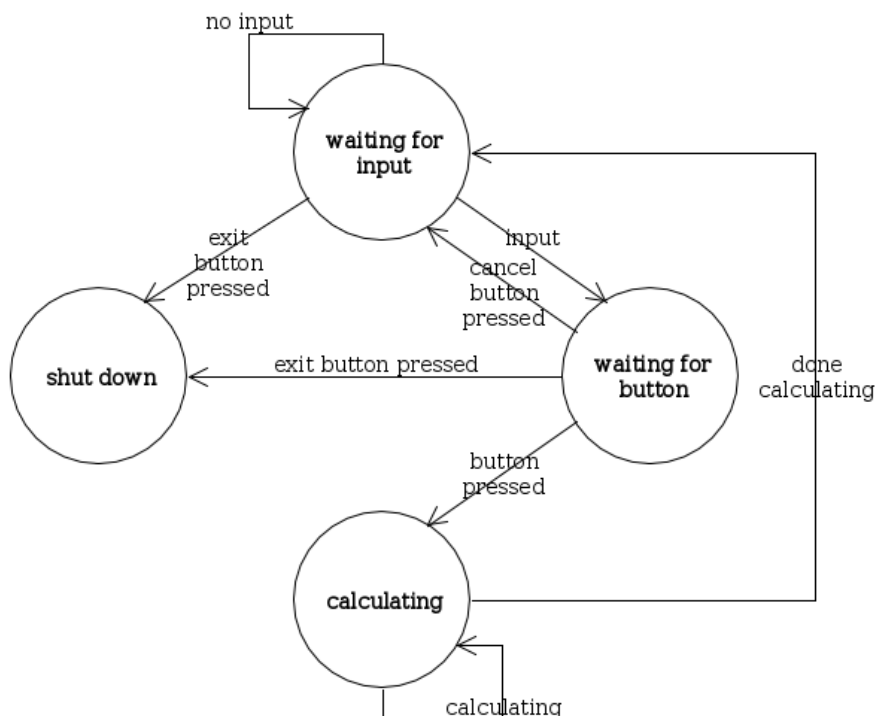 no input
waiting for
input
exit
button
pressed
input
cancel
button
pressed
shut down
exit button pressed
waiting for
button
done
calculating
button
pressed
calculating
calculating